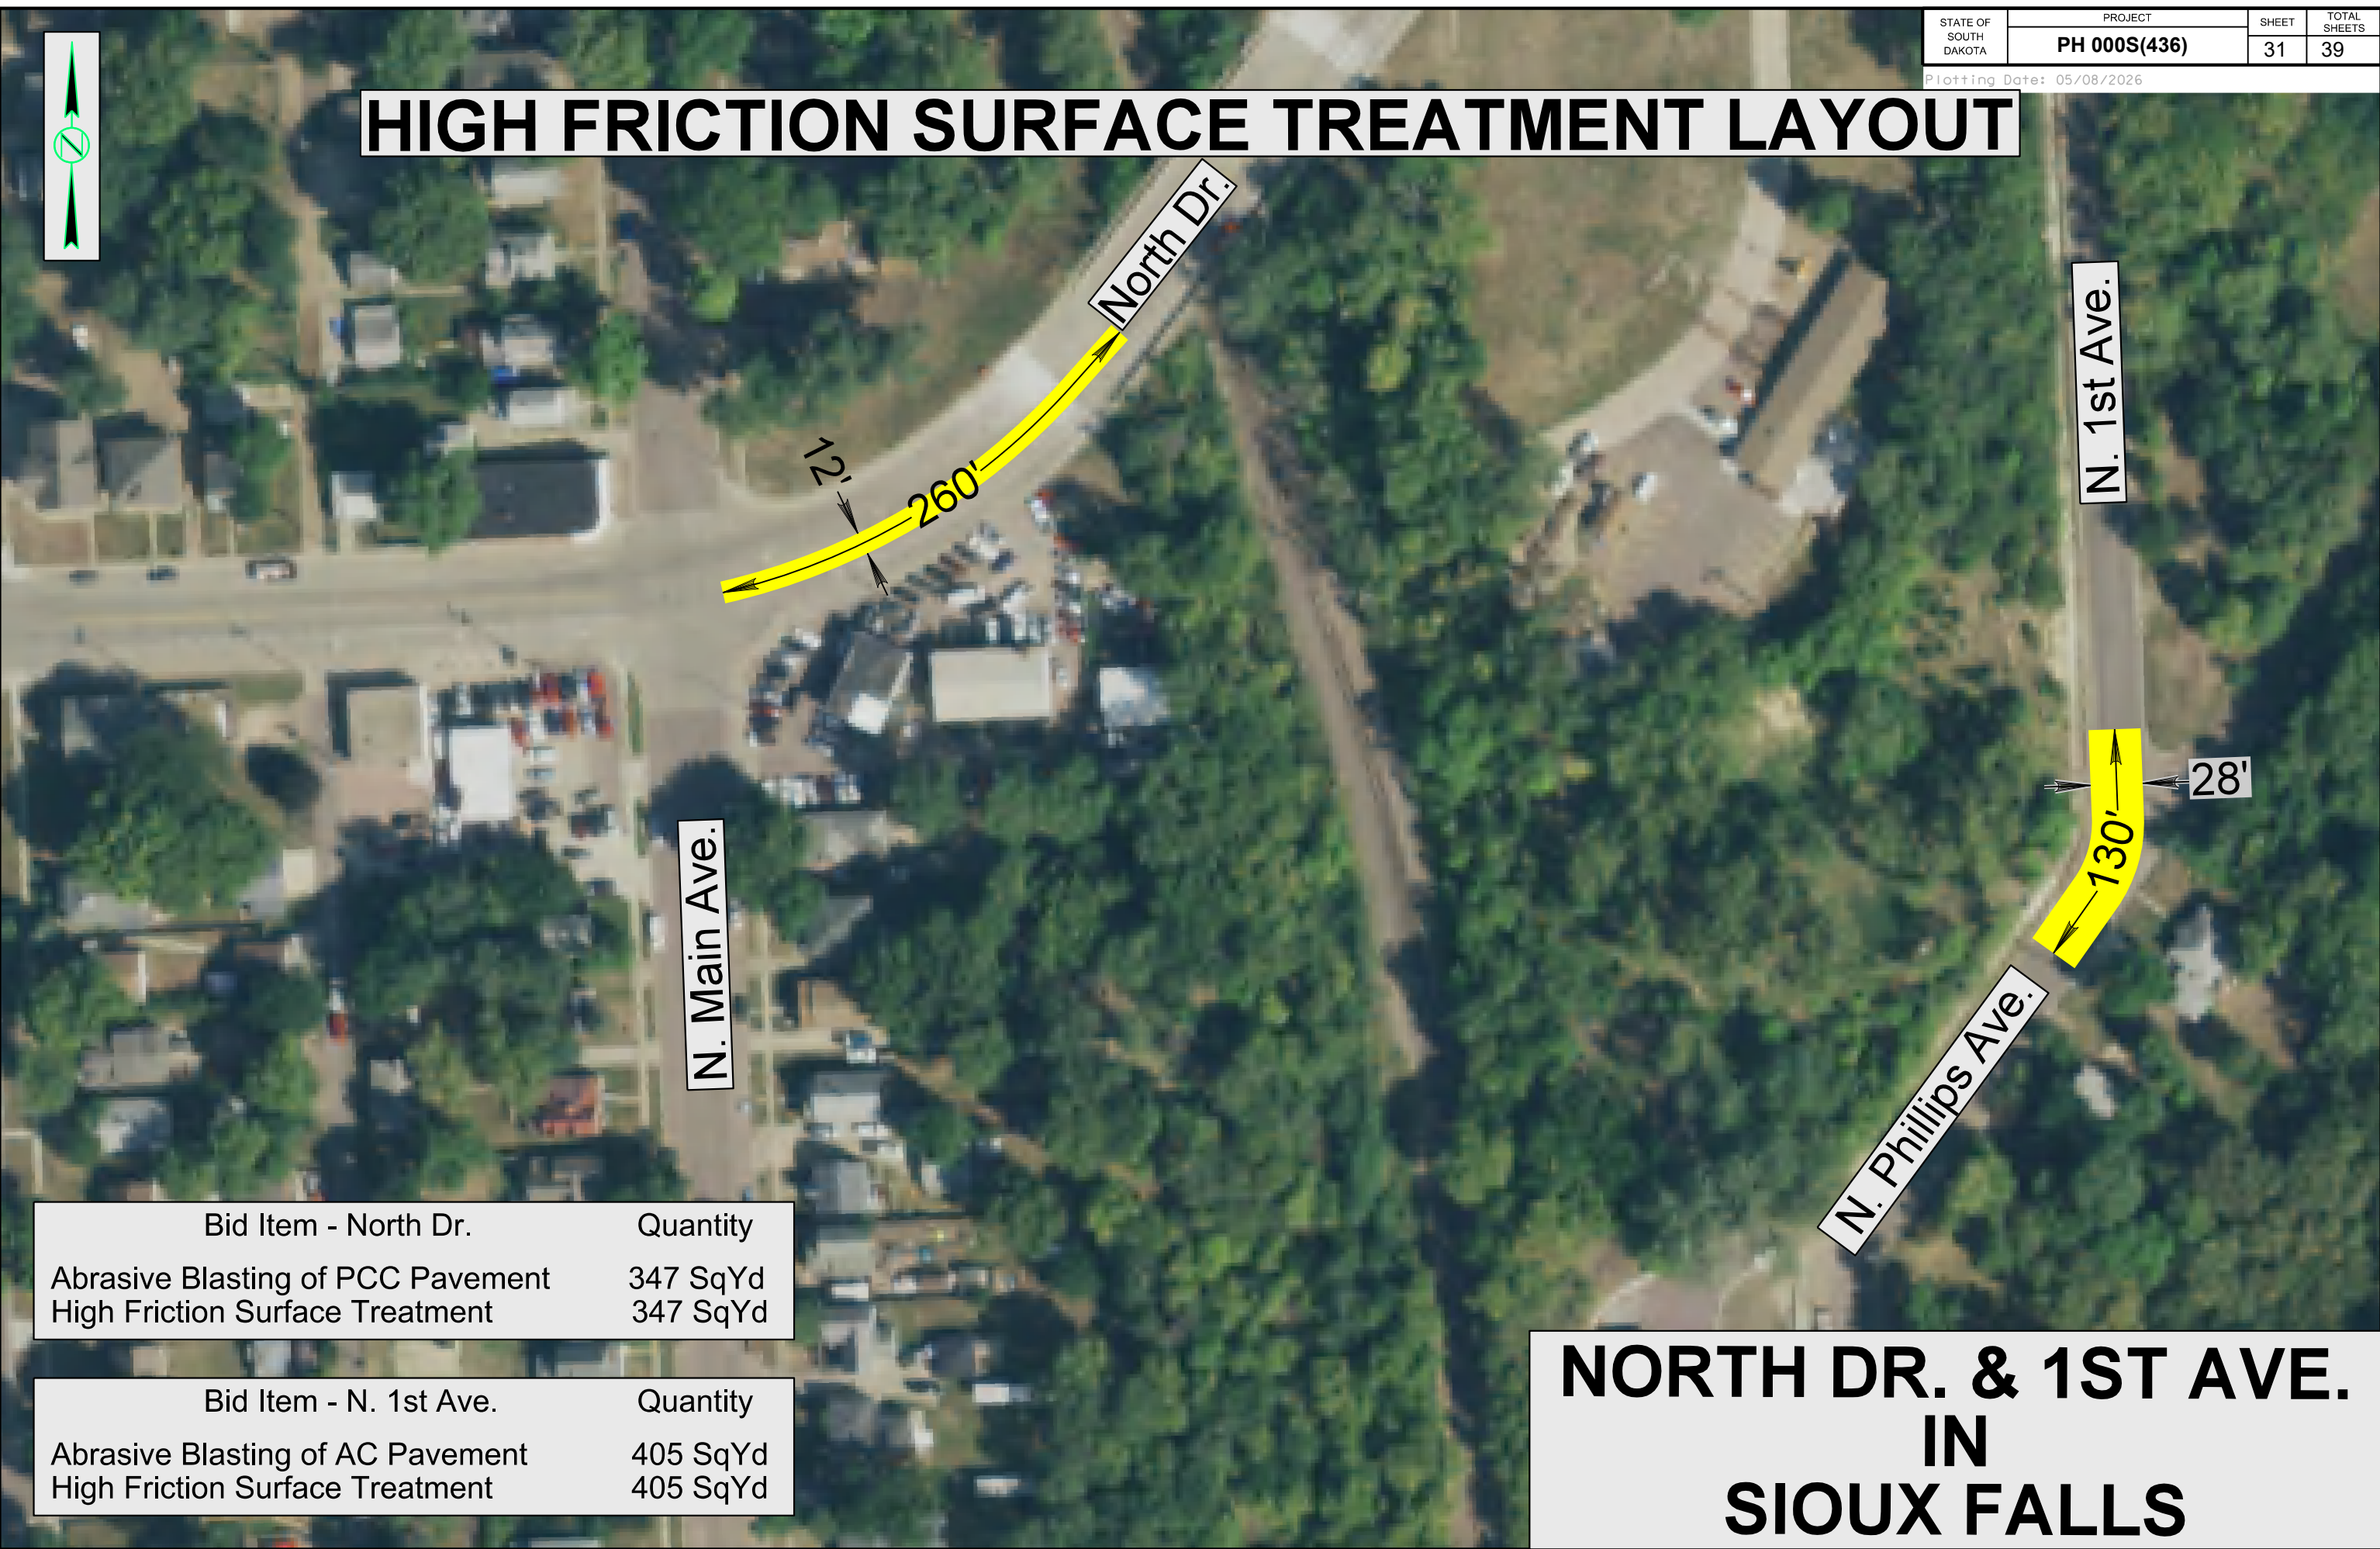 STATE OF
SOUTH
DAKOTA
PROJECT
PH 000S(436)
SHEET
31
TOTAL
SHEETS
39
Plotting Date: 05/08/2026
N
HIGH FRICTION SURFACE TREATMENT LAYOUT
North Dr.
N. 1st Ave.
12'
260'
28'
130'
N. Main Ave.
N. Phillips Ave.
Bid Item - North Dr. Quantity
Abrasive Blasting of PCC Pavement 347 SqYd
High Friction Surface Treatment 347 SqYd
Bid Item - N. 1st Ave. Quantity
Abrasive Blasting of AC Pavement 405 SqYd
High Friction Surface Treatment 405 SqYd
NORTH DR. & 1ST AVE.
IN
SIOUX FALLS